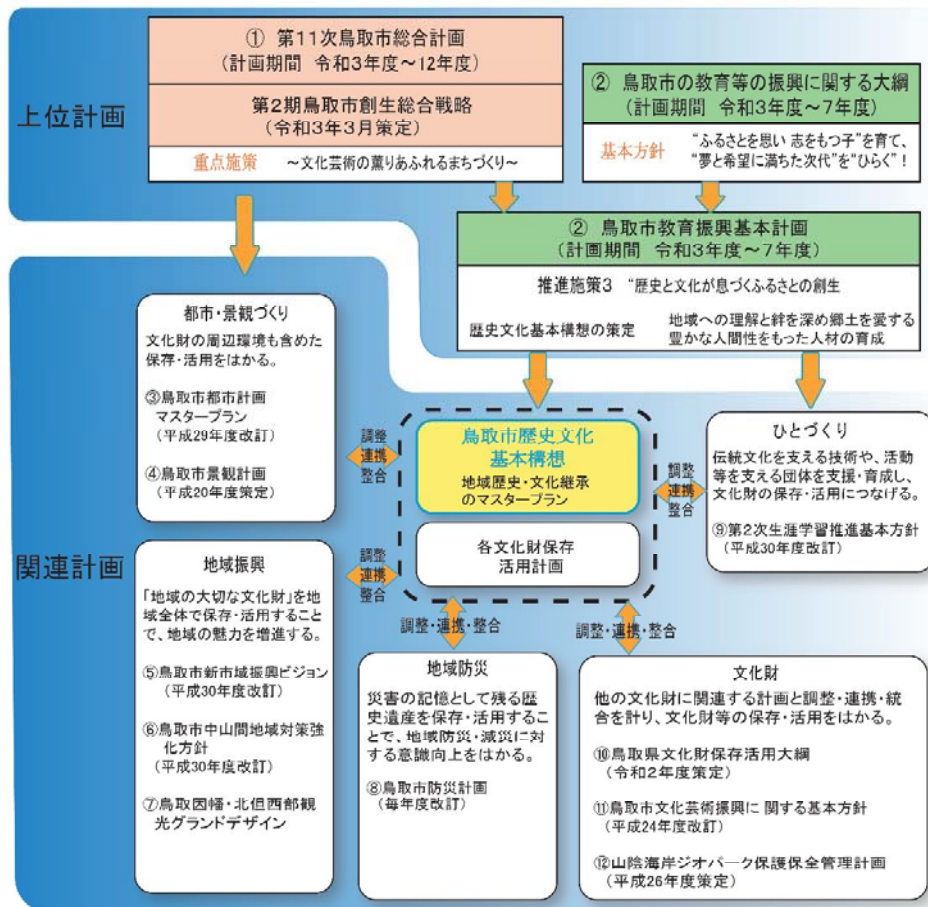 上位計画
① 第11次鳥取市総合計画
(計画期間 令和3年度～12年度)
第2期鳥取市創生総合戦略
(令和3年3月策定)
重点施策 ～文化芸術の薫りあふれるまちづくり～
② 鳥取市の教育等の振興に関する大綱
(計画期間 令和3年度～7年度)
基本方針 “ふるさとを思い 志をもつ子”を育て、
“夢と希望に満ちた次代”を“ひらく”！
② 鳥取市教育振興基本計画
(計画期間 令和3年度～7年度)
推進施策3 “歴史と文化が息づくふるさとの創生
歴史文化基本構想の策定
地域への理解と絆を深め郷土を愛する
豊かな人間性をもった人材の育成
関連計画
都市・景観づくり
文化財の周辺環境も含めた
保存・活用をはかる。
③鳥取市都市計画
マスタープラン
(平成29年度改訂)
④鳥取市景観計画
(平成20年度策定)
調整
連携
整合
鳥取市歴史文化
基本構想
地域歴史・文化継承
のマスタープラン
各文化財保存
活用計画
調整
連携
整合
ひとづくり
伝統文化を支える技術や、活動
等を支える団体を支援・育成し、
文化財の保存・活用につなげる。
⑨第2次生涯学習推進基本方針
(平成30年度改訂)
地域振興
「地域の大切な文化財」を地
域全体で保存・活用すること
で、地域の魅力を増進する。
⑤鳥取市新市域振興ビジョン
(平成30年度改訂)
⑥鳥取市中山間地域対策強
化方針
(平成30年度改訂)
⑦鳥取因幡・北但西部観
光グランドデザイン
調整
連携
整合
調整・連携・整合
調整・連携・整合
地域防災
災害の記憶として残る歴
史遺産を保存・活用するこ
とで、地域防災・減災に対
する意識向上をはかる。
⑧鳥取市防災計画
(毎年度改訂)
文化財
他の文化財に関連する計画と調整・連携・統
合を計り、文化財等の保存・活用をはかる。
⑩鳥取県文化財保存活用大綱
(令和2年度策定)
⑪鳥取市文化芸術振興に 関する基本方針
(平成24年度改訂)
⑫山陰海岸ジオパーク保護保全管理計画
(平成26年度策定)